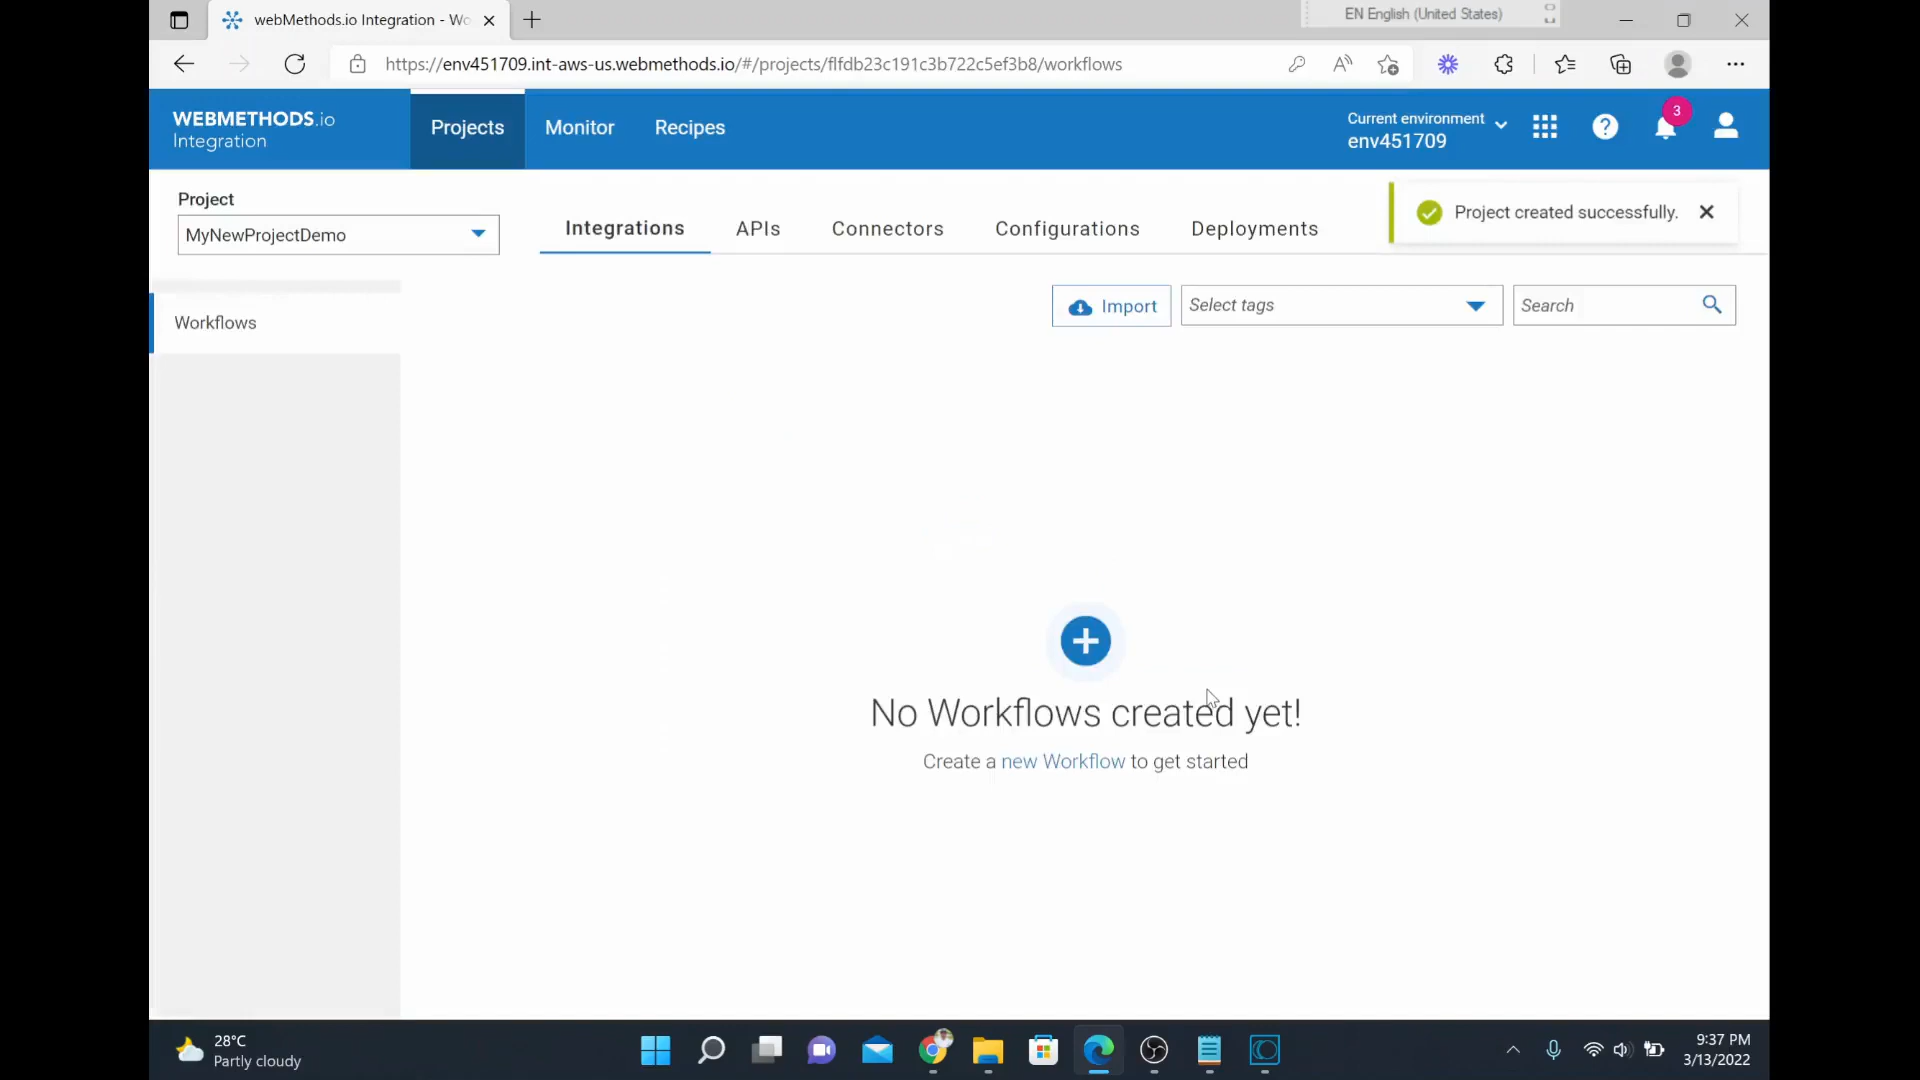 webMethods.io Integration - Wo
EN English (United States)
https://env451709.int-aws-us.webmethods.io/#/projects/flfdb23c191c3b722c5ef3b8/workflows
WEBMETHODS.io
Integration
Projects
Monitor
Recipes
Current environment
env451709
3
Project
MyNewProjectDemo
Integrations
APIs
Connectors
Configurations
Deployments
Project created successfully.
Import
Select tags
Search
Workflows
No Workflows created yet!
Create a new Workflow to get started
28°C
Partly cloudy
9:37 PM
3/13/2022